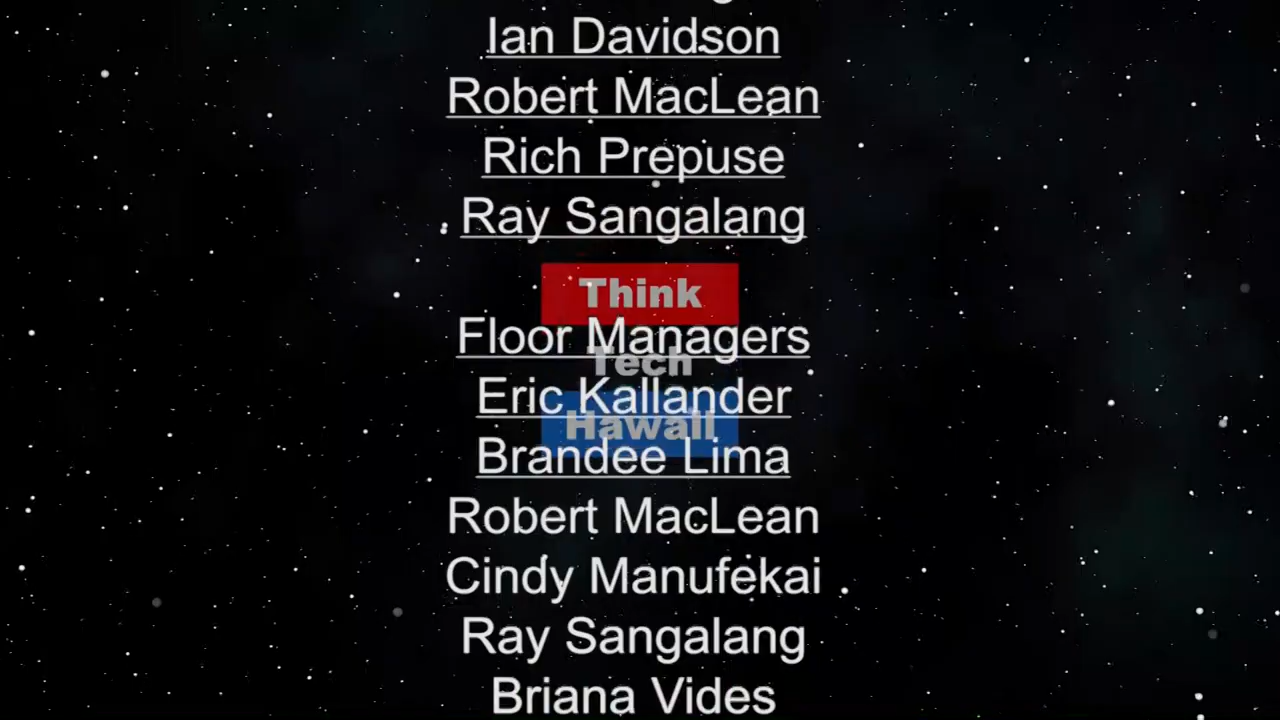 Ian Davidson
Robert MacLean
Rich Prepuse
Ray Sangalang
Think
Floor Managers
Tech
Eric Kallander
Hawaii
Brandee Lima
Robert MacLean
Cindy Manufekai
Ray Sangalang
Briana Vides